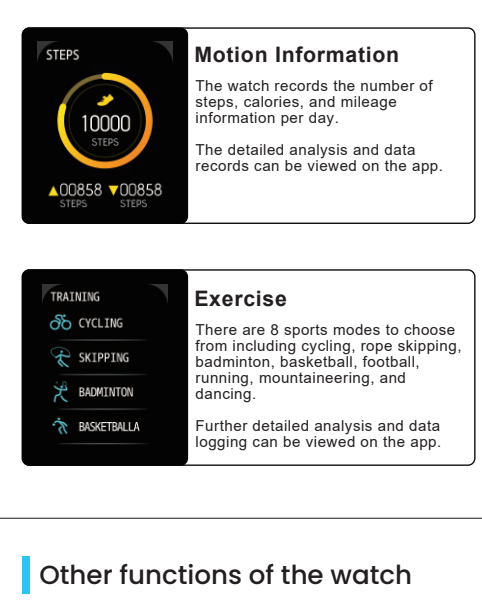 STEPS
10000
STEPS
▲00858 ▼00858
STEPS STEPS
Motion Information
The watch records the number of
steps, calories, and mileage
information per day.
The detailed analysis and data
records can be viewed on the app.
TRAINING
CYCLING
SKIPPING
BADMINTON
BASKETBALLA
Exercise
There are 8 sports modes to choose
from including cycling, rope skipping,
badminton, basketball, football,
running, mountaineering, and
dancing.
Further detailed analysis and data
logging can be viewed on the app.
Other functions of the watch